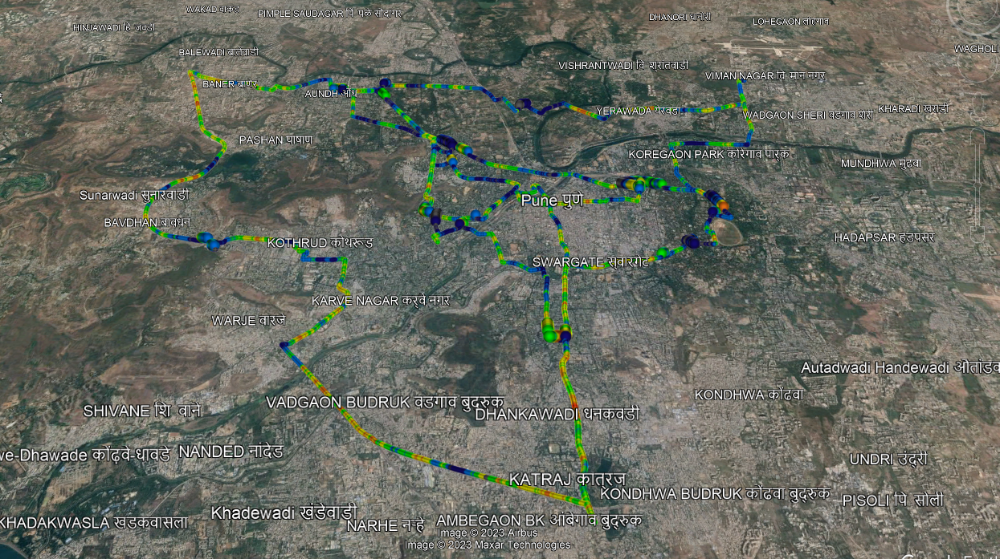 WAKAD वाकड
PIMPLE SAUDAGAR पिंपळे सौदागर
DHANORI धानोरी
LOHEGAON लोहगाव
HINJAWADI हिंजवडी
BALEWADI बालेवाडी
WAGHOLI
VISHRANTWADI विश्रांतवाडी
VIMAN NAGAR विमान नगर
BANER बाणेर
AUNDH औंध
YERAWADA येरवडा
WADGAON SHERI वडगाव शेरी
KHARADI खराडी
PASHAN पाषाण
KOREGAON PARK कोरेगाव पार्क
MUNDHWA मुंढवा
Sunarwadi सुनारवाडी
Pune पुणे
BAVDHAN बावधन
KOTHRUD कोथरूड
HADAPSAR हडपसर
SWARGATE स्वारगेट
KARVE NAGAR कर्वे नगर
WARJE वारजे
Autadwadi Handewadi
KONDHWA कोंढवा
VADGAON BUDRUK वडगाव बुद्रुक
SHIVANE शिवाने
DHANKAWADI धनकवडी
ve-Dhawade कोंढवे-धावडे
NANDED नांदेड
UNDRI उंद्री
KATRAJ कात्रज
KONDHWA BUDRUK कोंढवा बुद्रुक
PISOLI पिसोली
Khadewadi खंडेवाडी
KHADAKWASLA खडकवासला
NARHE नऱ्हे
AMBEGAON BK आंबेगाव बुद्रुक
Image © 2023 Airbus
Image © 2023 Maxar Technologies